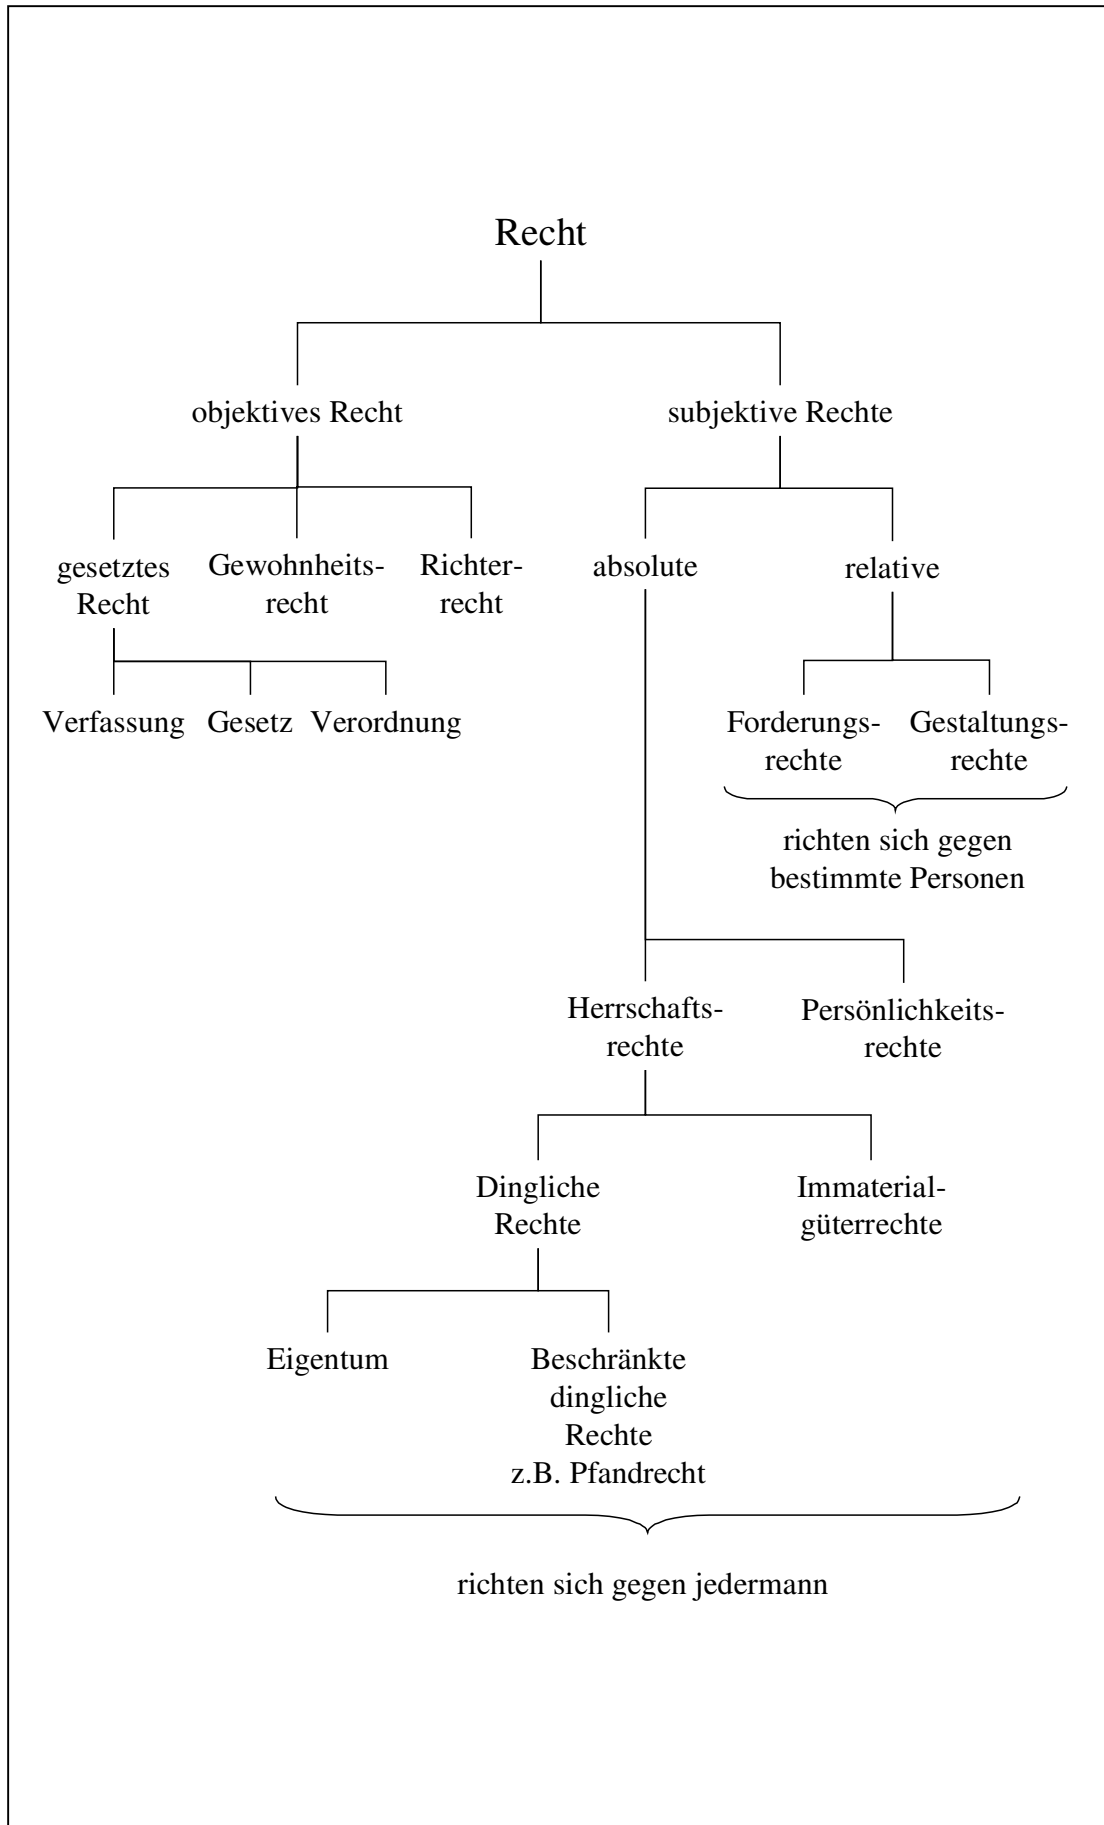 Recht
objektives Recht
subjektive Rechte
gesetztes
Recht
Gewohnheits-
recht
Richter-
recht
absolute
relative
Verfassung
Gesetz
Verordnung
Forderungs-
rechte
Gestaltungs-
rechte
richten sich gegen
bestimmte Personen
Herrschafts-
rechte
Persönlichkeits-
rechte
Dingliche
Rechte
Immaterial-
güterrechte
Eigentum
Beschränkte
dingliche
Rechte
z.B. Pfandrecht
richten sich gegen jedermann